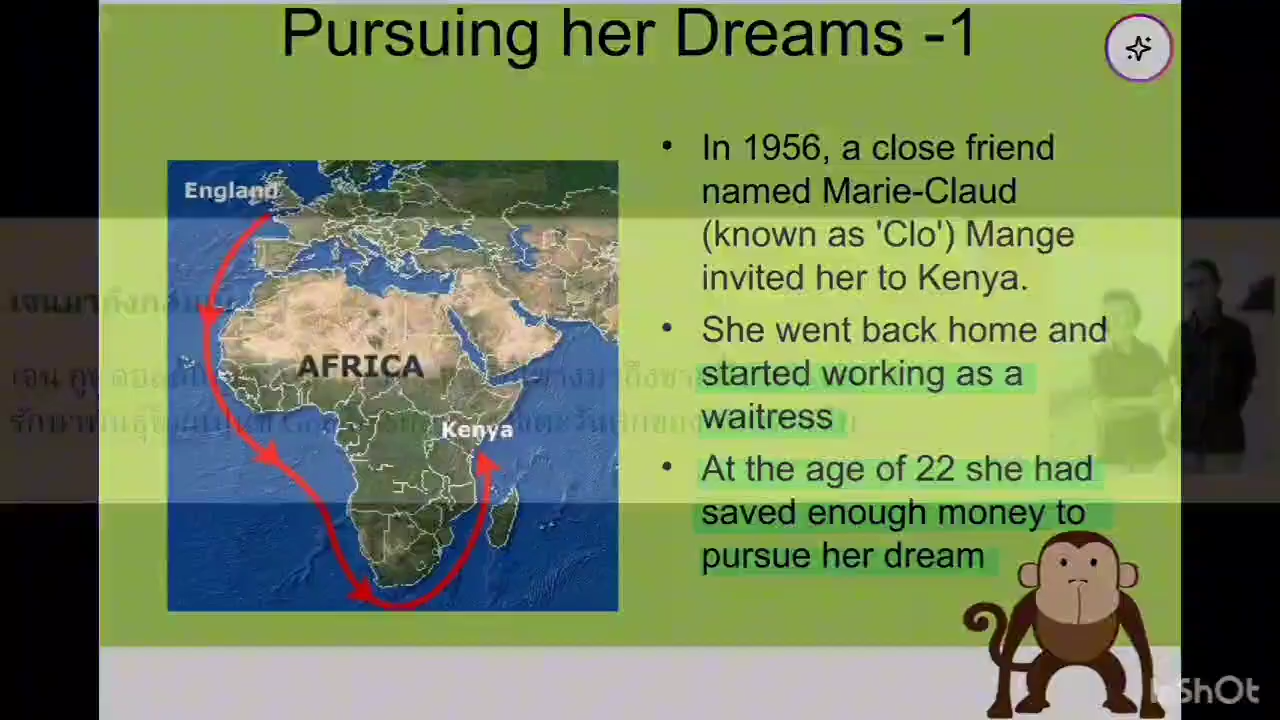 Pursuing her Dreams -1
England
AFRICA
Kenya
• In 1956, a close friend
named Marie-Claud
(known as 'Clo') Mange
invited her to Kenya.
• She went back home and
started working as a
waitress
• At the age of 22 she had
saved enough money to
pursue her dream
InShOt